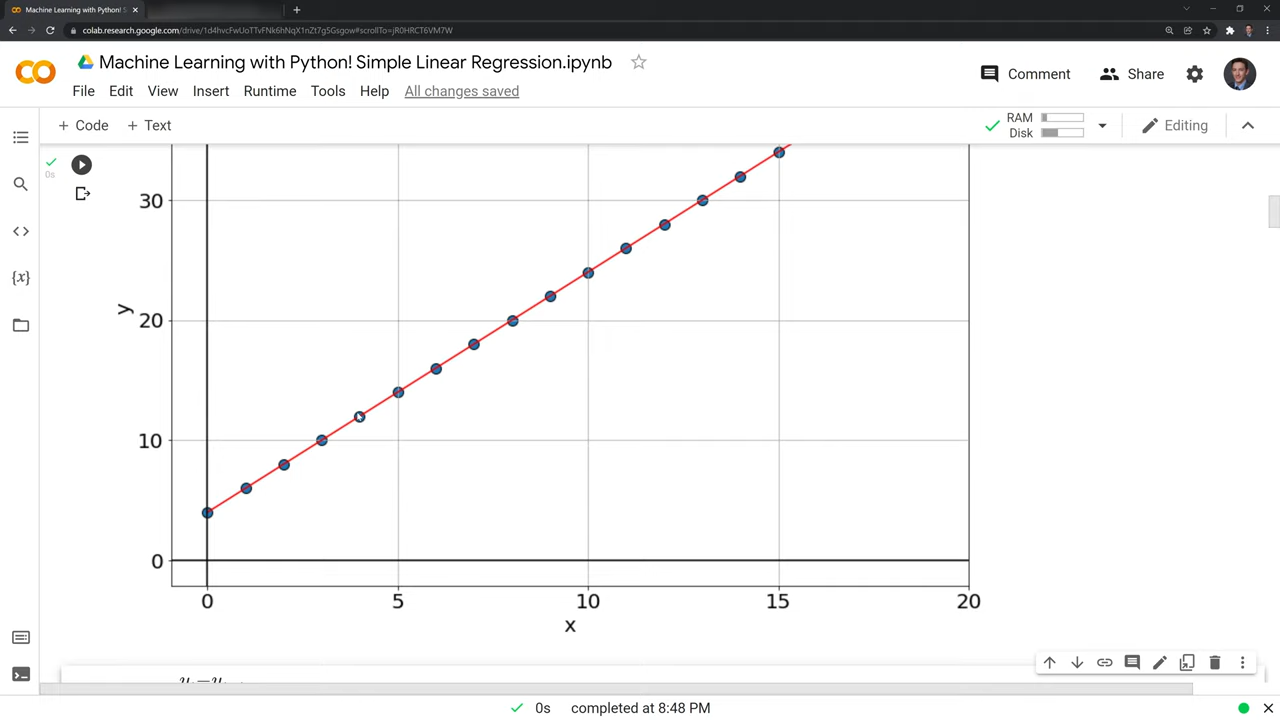 Machine Learning with Python! S
colab.research.google.com/drive/1d4hvcFwUoTTvFNk6hNqX1nZt7g5Gsgow#scrollTo=jR0HRCT6VM7W
Machine Learning with Python! Simple Linear Regression.ipynb
Comment
Share
File Edit View Insert Runtime Tools Help All changes saved
+ Code + Text
RAM
Disk
Editing
0s
30
20
10
0
y
0 5 10 15 20
x
0s completed at 8:48 PM